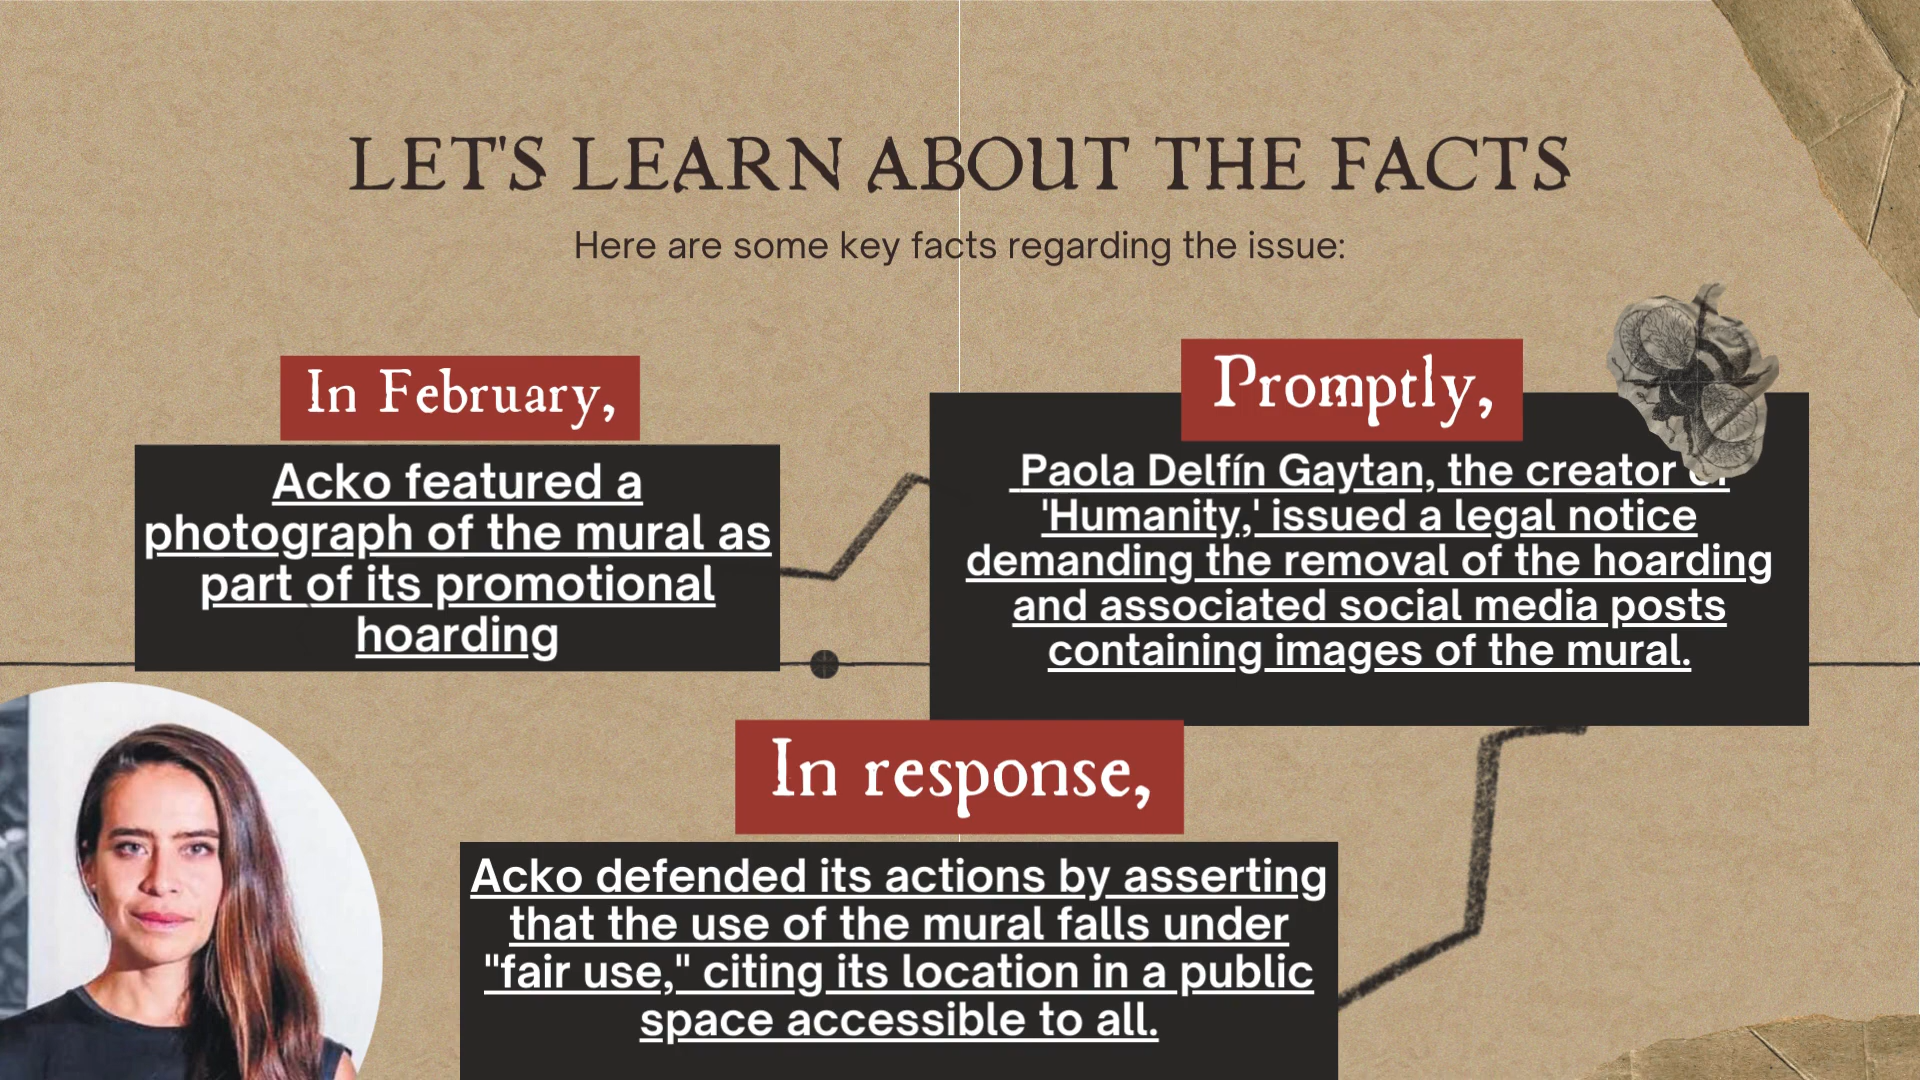 LET'S LEARN ABOUT THE FACTS
Here are some key facts regarding the issue:
In February,
Acko featured a
photograph of the mural as
part of its promotional
hoarding
Promptly,
Paola Delfín Gaytan, the creator
'Humanity,' issued a legal notice
demanding the removal of the hoarding
and associated social media posts
containing images of the mural.
In response,
Acko defended its actions by asserting
that the use of the mural falls under
"fair use," citing its location in a public
space accessible to all.